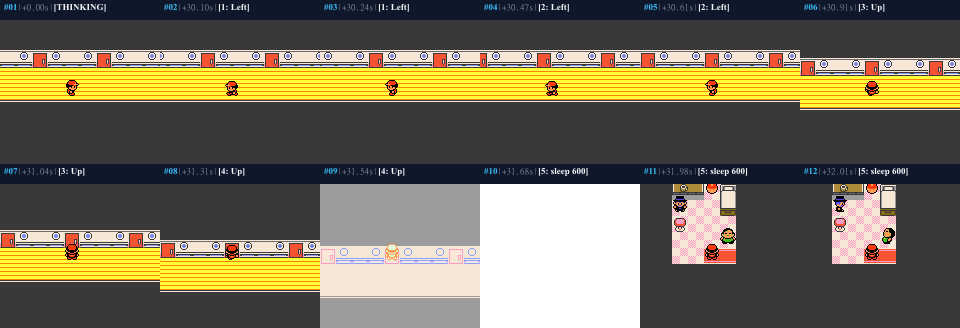 #01|+0.00s|[THINKING]
#02|+30.10s|[1: Left]
#03|+30.24s|[1: Left]
#04|+30.47s|[2: Left]
#05|+30.61s|[2: Left]
#06|+30.91s|[3: Up]
#07|+31.04s|[3: Up]
#08|+31.31s|[4: Up]
#09|+31.54s|[4: Up]
#10|+31.68s|[5: sleep 600]
#11|+31.98s|[5: sleep 600]
#12|+32.01s|[5: sleep 600]